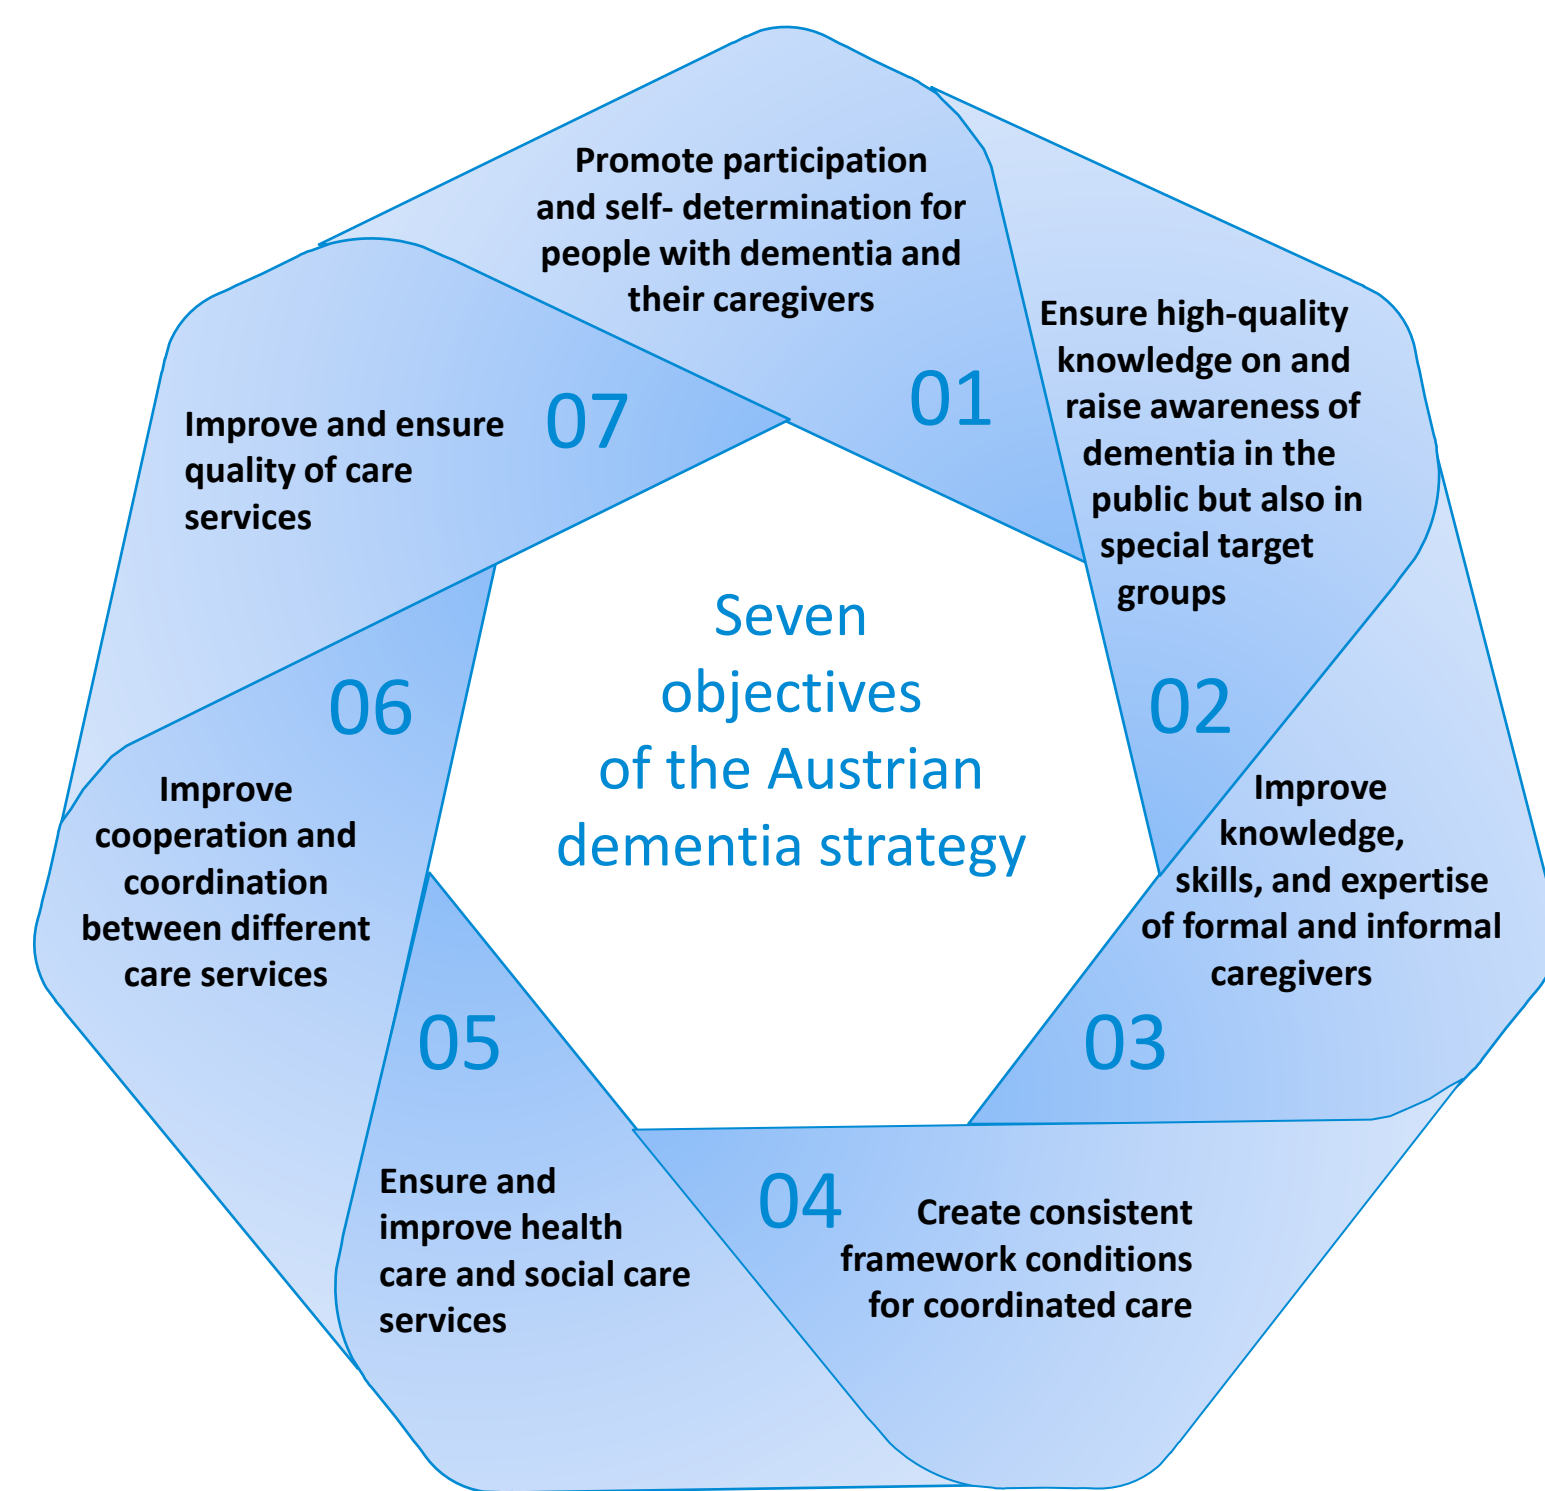 Promote participation
and self- determination for
people with dementia and
their caregivers
01
Ensure high-quality
knowledge on and
raise awareness of
dementia in the
public but also in
special target
groups
02
Improve
knowledge,
skills, and expertise
of formal and informal
caregivers
03
04
Create consistent
framework conditions
for coordinated care
05
Ensure and
improve health
care and social care
services
06
Improve
cooperation and
coordination
between different
care services
07
Improve and ensure
quality of care
services
Seven
objectives
of the Austrian
dementia strategy